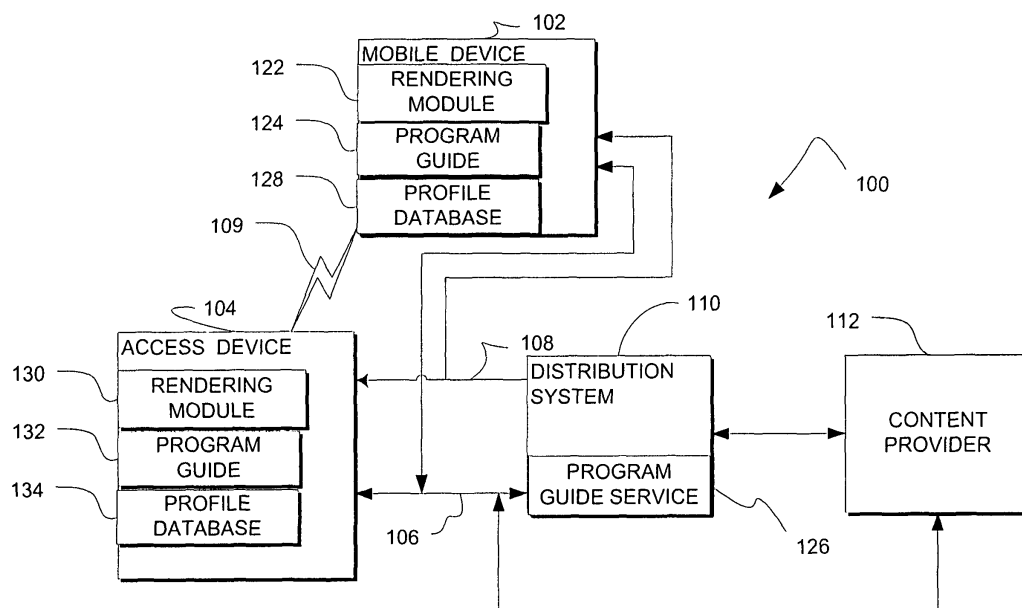 102
MOBILE DEVICE
122
RENDERING
MODULE
124
PROGRAM
GUIDE
128
PROFILE
DATABASE
100
109
104
ACCESS DEVICE
130
RENDERING
MODULE
132
PROGRAM
GUIDE
134
PROFILE
DATABASE
108
106
110
DISTRIBUTION
SYSTEM
PROGRAM
GUIDE SERVICE
126
112
CONTENT
PROVIDER